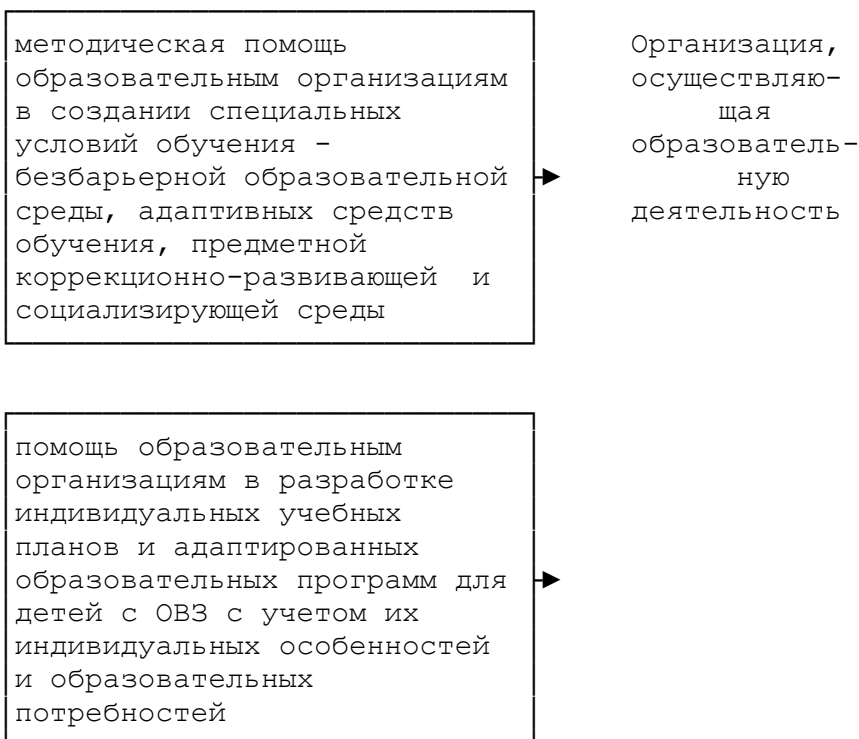 методическая помощь
образовательным организациям
в создании специальных
условий обучения -
безбарьерной образовательной
среды, адаптивных средств
обучения, предметной
коррекционно-развивающей и
социализирующей среды
Организация,
осуществляю-
щая
образователь-
ную
деятельность
помощь образовательным
организациям в разработке
индивидуальных учебных
планов и адаптированных
образовательных программ для
детей с ОВЗ с учетом их
индивидуальных особенностей
и образовательных
потребностей